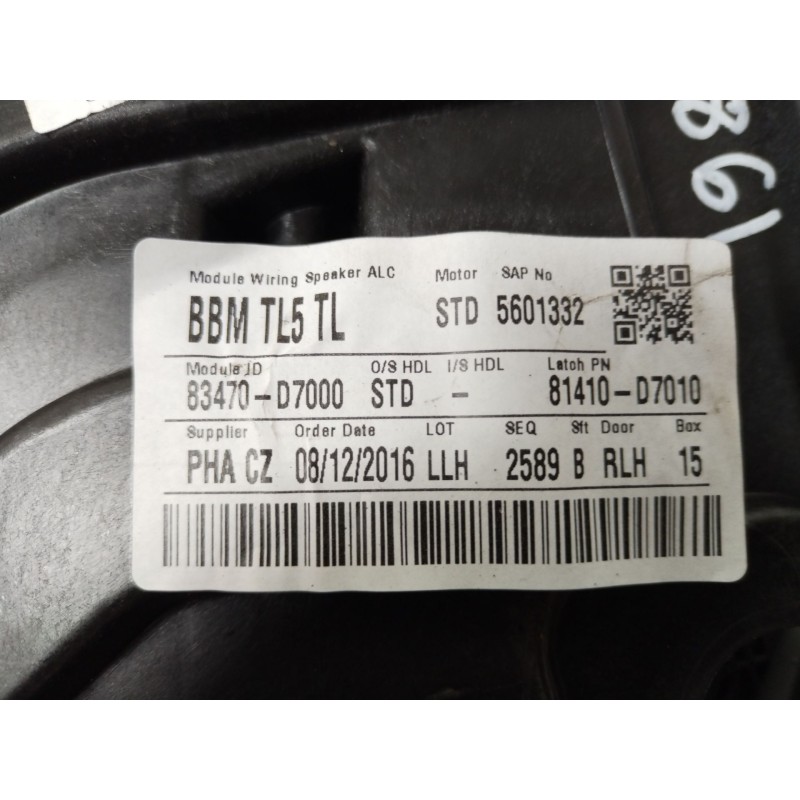 198
Module Wiring Speaker ALC Motor SAP No
BBM TL5 TL STD 5601332
Module ID O/S HDL I/S HDL Latch PN
83470-D7000 STD - 81410-D7010
Supplier Order Date LOT SEQ Sft Door Box
PHA CZ 08/12/2016 LLH 2589 B RLH 15